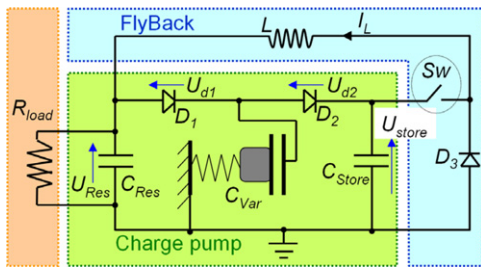 FlyBack
L
I_L
Sw
U_d1
U_d2
R_load
D_1
D_2
U_store
U_Res
C_Res
C_Var
C_Store
D_3
Charge pump